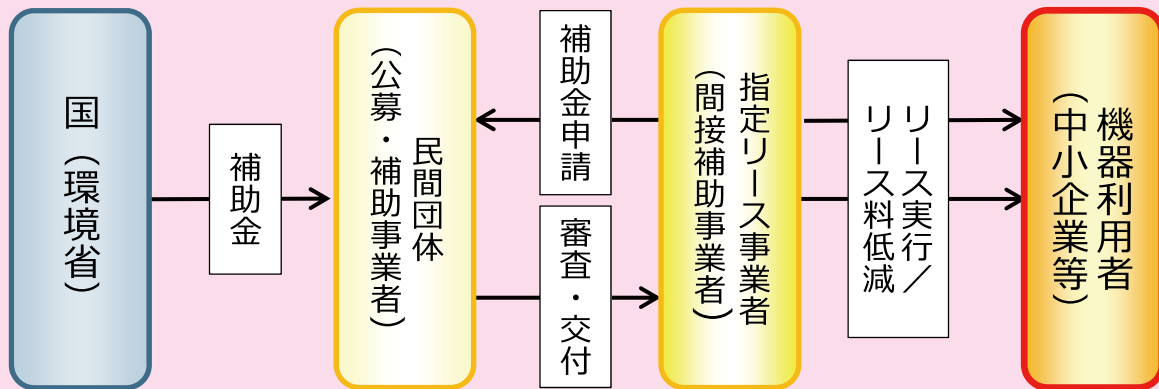 国（環境省）
補助金
民間団体
（公募・補助事業者）
補助金申請
審査・交付
指定リース事業者
（間接補助事業者）
リース実行／
リース料低減
機器利用者
（中小企業等）